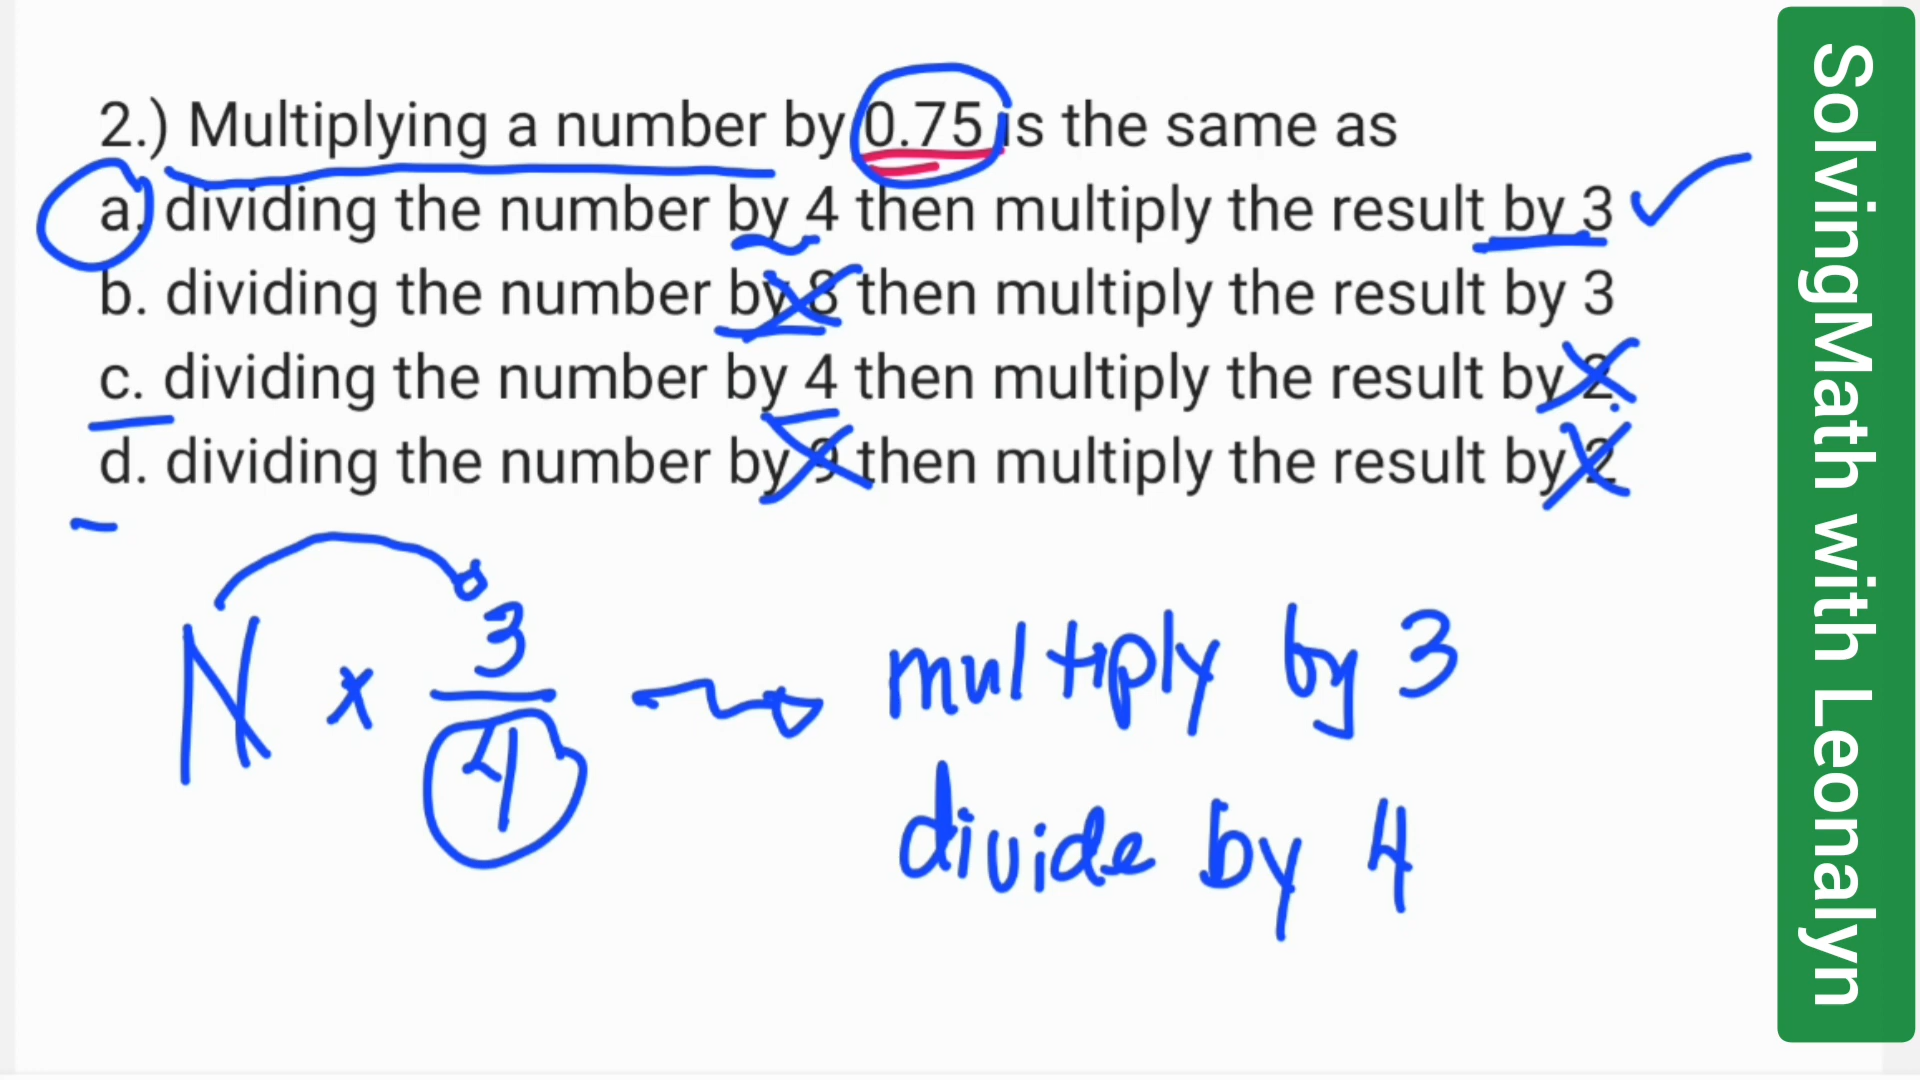 2.) Multiplying a number by 0.75 is the same as
a. dividing the number by 4 then multiply the result by 3
b. dividing the number by 8 then multiply the result by 3
c. dividing the number by 4 then multiply the result by 2
d. dividing the number by 9 then multiply the result by 2
N × 3/4 multiply by 3
divide by 4
SolvingMath with Leonalyn